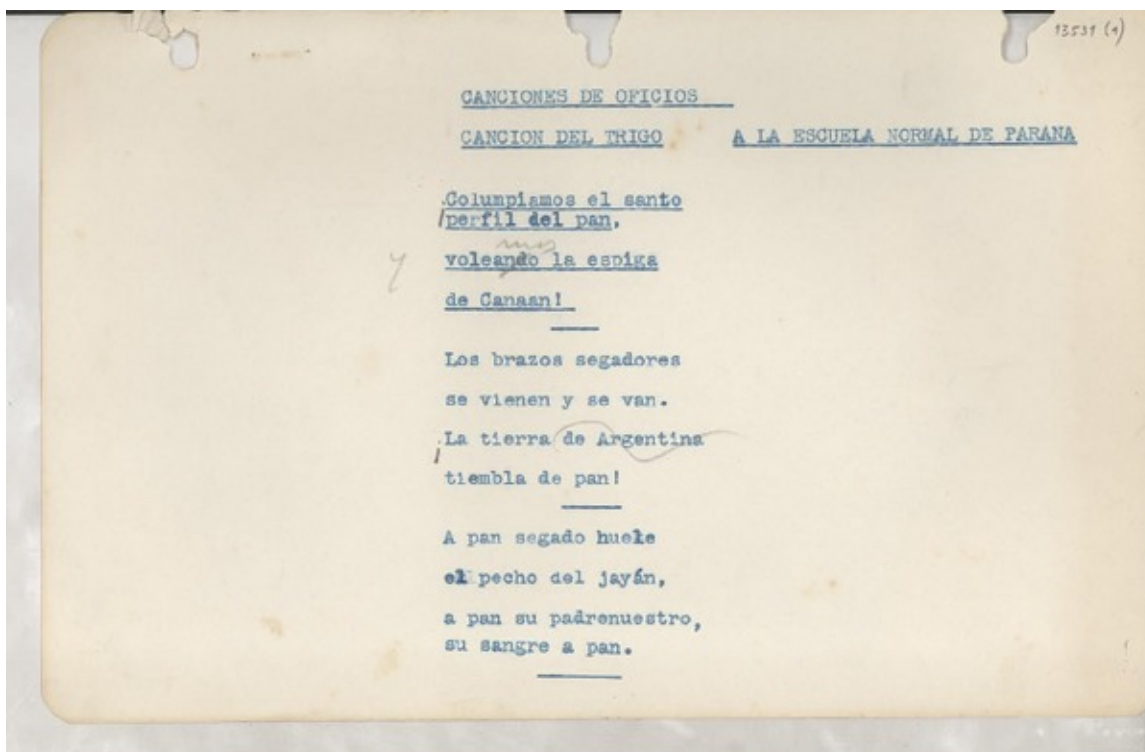 13531 (1)
CANCIONES DE OFICIOS
CANCION DEL TRIGO A LA ESCUELA NORMAL DE PARANA
¡Columpiamos el santo
perfil del pan,
mos
y voleando la espiga
de Canaan!
Los brazos segadores
se vienen y se van.
¡La tierra de Argentina
tiembla de pan!
A pan segado huele
el pecho del jayán,
a pan su padrenuestro,
su sangre a pan.